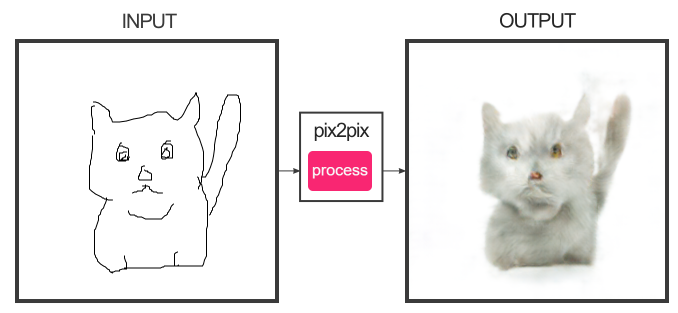 INPUT
OUTPUT
pix2pix
process